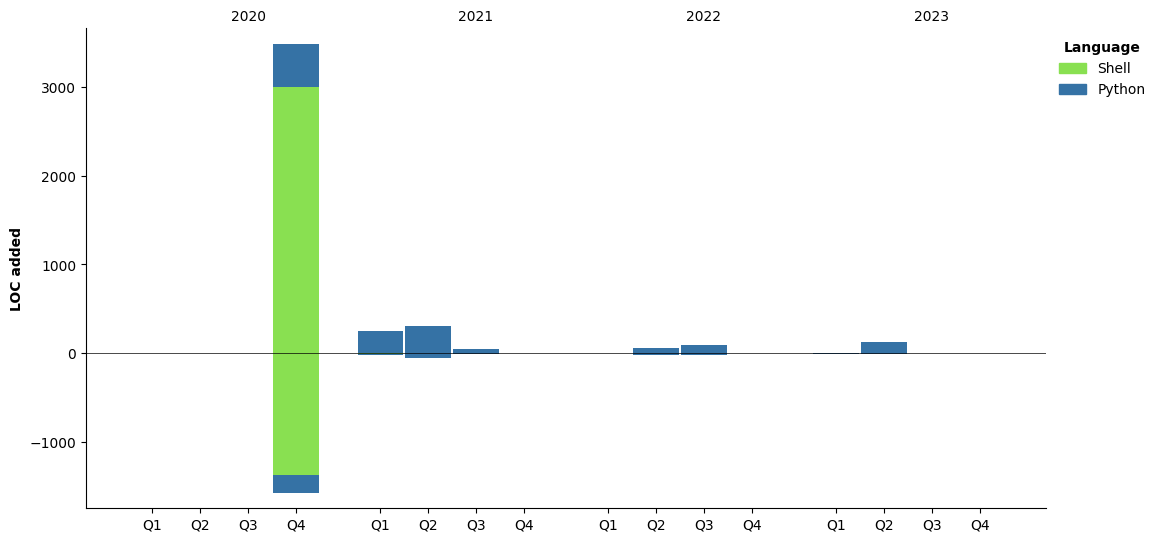 2020 2021 2022 2023
Language
Shell
Python
3000
2000
1000
0
−1000
LOC added
Q1 Q2 Q3 Q4 Q1 Q2 Q3 Q4 Q1 Q2 Q3 Q4 Q1 Q2 Q3 Q4